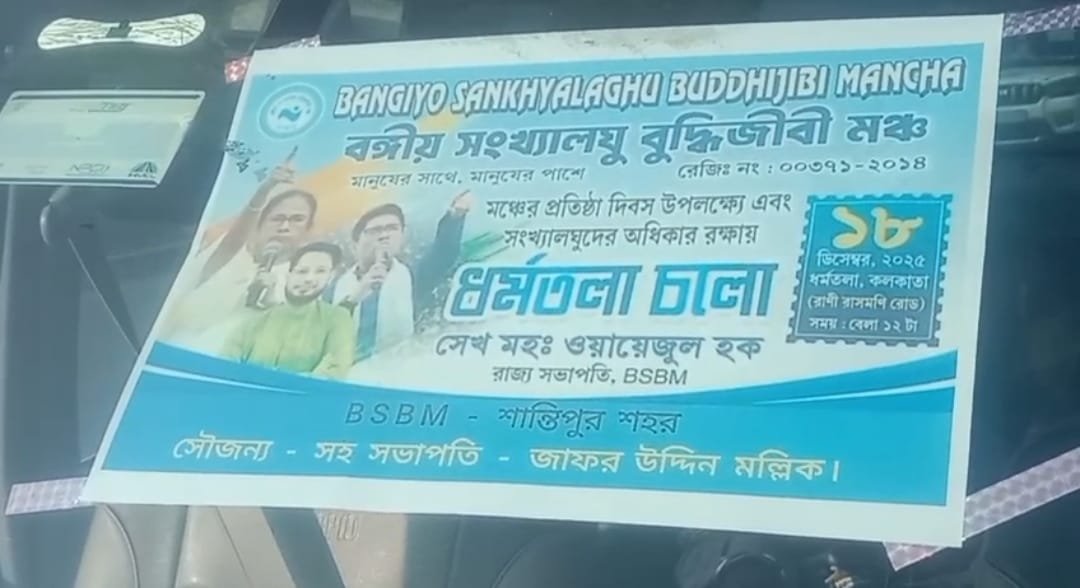 BANGIYO SANKHYALAGHU BUDDHIJIBI MANCHA
বঙ্গীয় সংখ্যালঘু বুদ্ধিজীবী মঞ্চ
মানুষের সাথে, মানুষের পাশে
রেজিঃ নং : ০০৩৭১-২০১৪
মঞ্চের প্রতিষ্ঠা দিবস উপলক্ষ্যে এবং
সংখ্যালঘুদের অধিকার রক্ষায়
ধর্মতলা চলো
১৮
ডিসেম্বর, ২০২৫
ধর্মতলা, কলকাতা
(রাণী রাসমণি রোড)
সময় : বেলা ১২ টা
সেখ মহঃ ওয়ায়েজুল হক
রাজ্য সভাপতি, BSBM
BSBM - শান্তিপুর শহর
সৌজন্য - সহ সভাপতি - জাফর উদ্দিন মল্লিক।